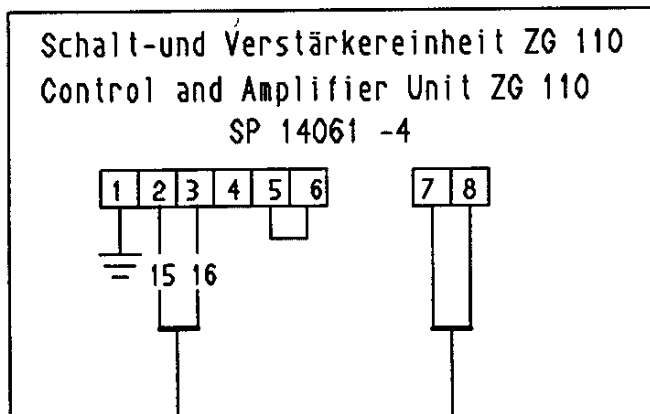 Schalt-und Verstärkereinheit ZG 110
Control and Amplifier Unit ZG 110
SP 14061 -4
1 2 3 4 5 6 7 8
15 16